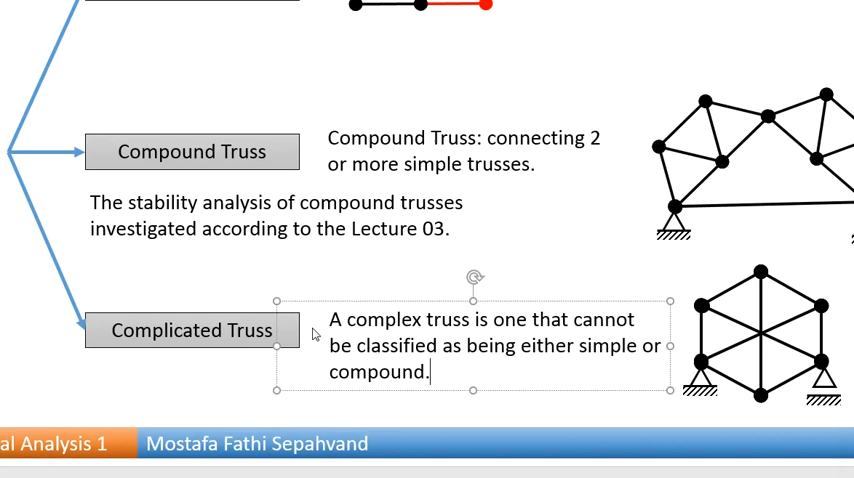 Compound Truss
Compound Truss: connecting 2
or more simple trusses.
The stability analysis of compound trusses
investigated according to the Lecture 03.
Complicated Truss
A complex truss is one that cannot
be classified as being either simple or
compound.
al Analysis 1
Mostafa Fathi Sepahvand